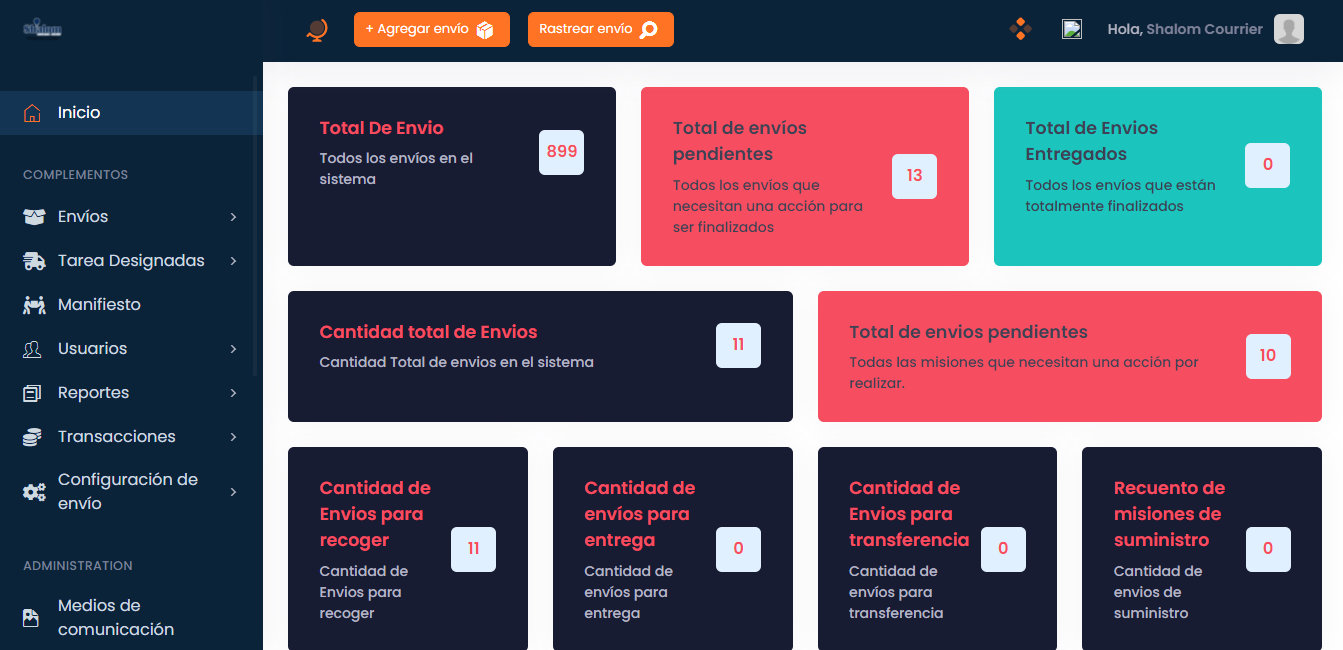 Shalom
+ Agregar envío
Rastrear envío
Hola, Shalom Courrier
Inicio
COMPLEMENTOS
Envíos
Tarea Designadas
Manifiesto
Usuarios
Reportes
Transacciones
Configuración de
envío
ADMINISTRATION
Medios de
comunicación
Total De Envio
Todos los envíos en el
sistema
899
Total de envíos
pendientes
Todos los envíos que
necesitan una acción para
ser finalizados
13
Total de Envios
Entregados
Todos los envíos que están
totalmente finalizados
0
Cantidad total de Envios
Cantidad Total de envios en el sistema
11
Total de envios pendientes
Todas las misiones que necesitan una acción por
realizar.
10
Cantidad de
Envios para
recoger
Cantidad de
Envios para
recoger
11
Cantidad de
envíos para
entrega
Cantidad de
envíos para
entrega
0
Cantidad de
Envios para
transferencia
Cantidad de
envíos para
transferencia
0
Recuento de
misiones de
suministro
Cantidad de
envios de
suministro
0